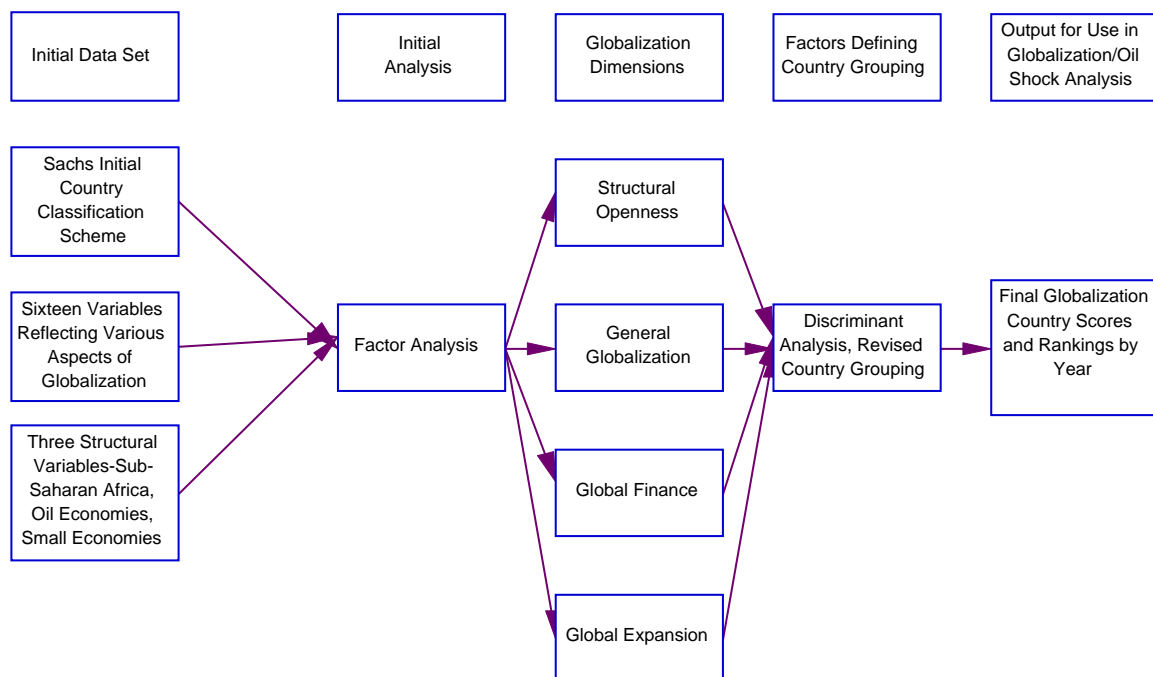 Initial Data Set
Initial
Analysis
Globalization
Dimensions
Factors Defining
Country Grouping
Output for Use in
Globalization/Oil
Shock Analysis
Sachs Initial
Country
Classification
Scheme
Sixteen Variables
Reflecting Various
Aspects of
Globalization
Three Structural
Variables-Sub-
Saharan Africa,
Oil Economies,
Small Economies
Factor Analysis
Structural
Openness
General
Globalization
Global Finance
Global Expansion
Discriminant
Analysis, Revised
Country Grouping
Final Globalization
Country Scores
and Rankings by
Year